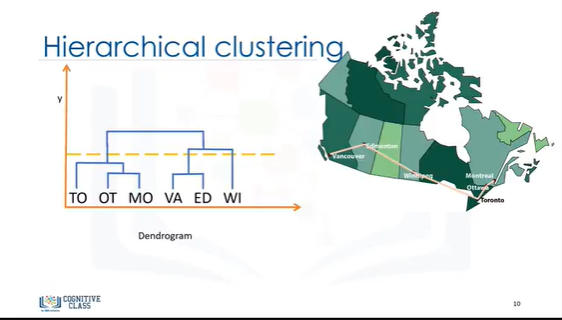 Hierarchical clustering
y
TO OT MO VA ED WI
Dendrogram
Edmonton
Vancouver
Winnipeg
Montreal
Ottawa
Toronto
COGNITIVE
CLASS
10